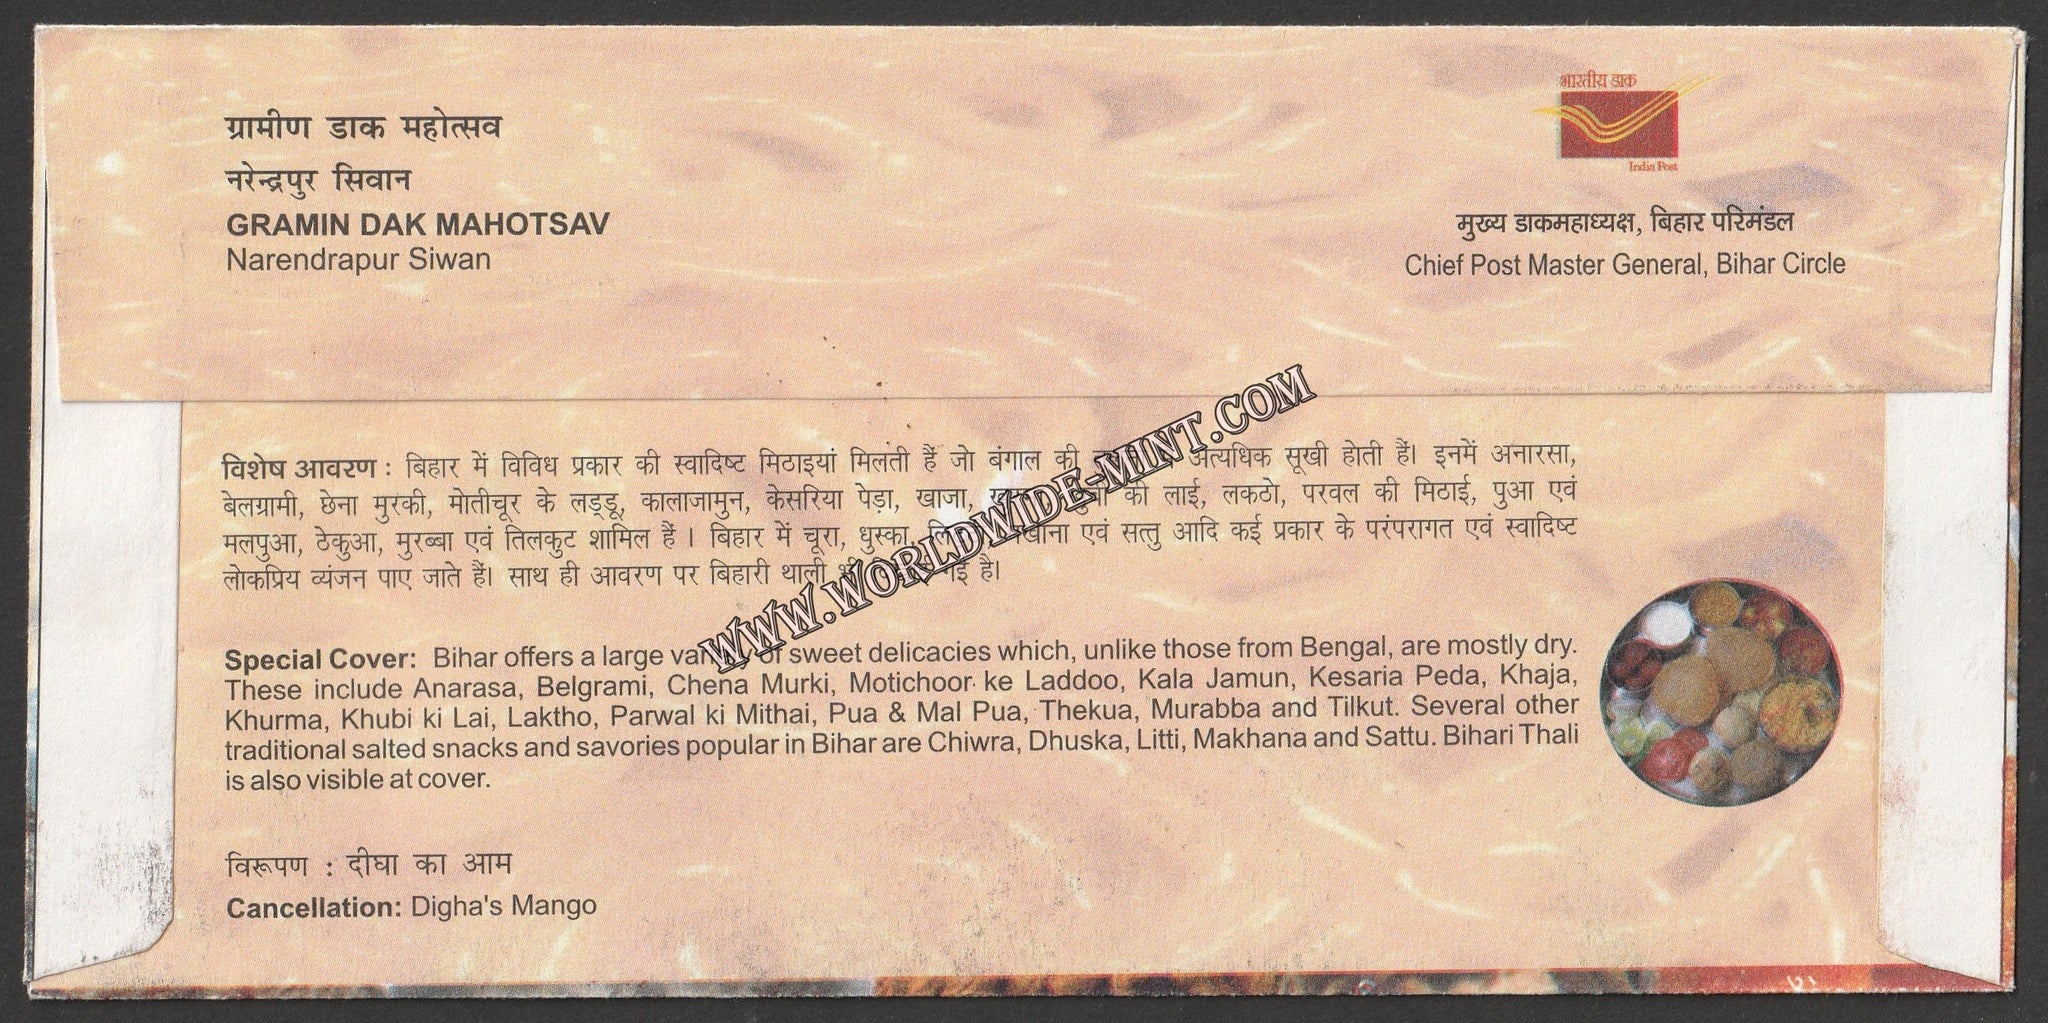 ग्रामीण डाक महोत्सव
नरेन्द्रपुर सिवान
GRAMIN DAK MAHOTSAV
Narendrapur Siwan
भारतीय डाक
India Post
मुख्य डाकमहाध्यक्ष, बिहार परिमंडल
Chief Post Master General, Bihar Circle
विशेष आवरण : बिहार में विविध प्रकार की स्वादिष्ट मिठाइयां मिलती हैं जो बंगाल की अत्यधिक सूखी होती हैं। इनमें अनारसा,
बेलग्रामी, छेना मुरकी, मोतीचूर के लड्डू, कालाजामुन, केसरिया पेड़ा, खाजा, की लाई, लकठो, परवल की मिठाई, पुआ एवं
मलपुआ, ठेकुआ, मुरब्बा एवं तिलकुट शामिल हैं । बिहार में चूरा, धुस्का, एवं सत्तु आदि कई प्रकार के परंपरागत एवं स्वादिष्ट
लोकप्रिय व्यंजन पाए जाते हैं। साथ ही आवरण पर बिहारी थाली है।
WWW.WORLDWIDE-MINT.COM
Special Cover: Bihar offers a large variety of sweet delicacies which, unlike those from Bengal, are mostly dry.
These include Anarasa, Belgrami, Chena Murki, Motichoor ke Laddoo, Kala Jamun, Kesaria Peda, Khaja,
Khurma, Khubi ki Lai, Laktho, Parwal ki Mithai, Pua & Mal Pua, Thekua, Murabba and Tilkut. Several other
traditional salted snacks and savories popular in Bihar are Chiwra, Dhuska, Litti, Makhana and Sattu. Bihari Thali
is also visible at cover.
विरूपण : दीघा का आम
Cancellation: Digha's Mango